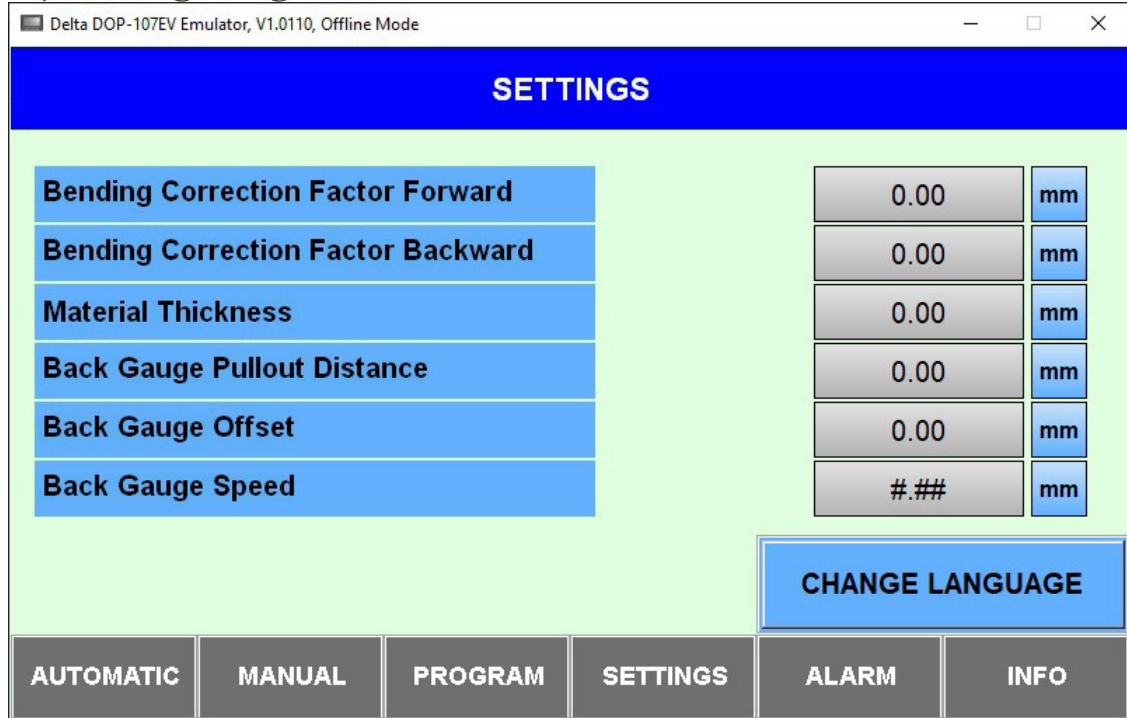 Delta DOP-107EV Emulator, V1.0110, Offline Mode
SETTINGS
Bending Correction Factor Forward 0.00 mm
Bending Correction Factor Backward 0.00 mm
Material Thickness 0.00 mm
Back Gauge Pullout Distance 0.00 mm
Back Gauge Offset 0.00 mm
Back Gauge Speed #.## mm
CHANGE LANGUAGE
AUTOMATIC MANUAL PROGRAM SETTINGS ALARM INFO